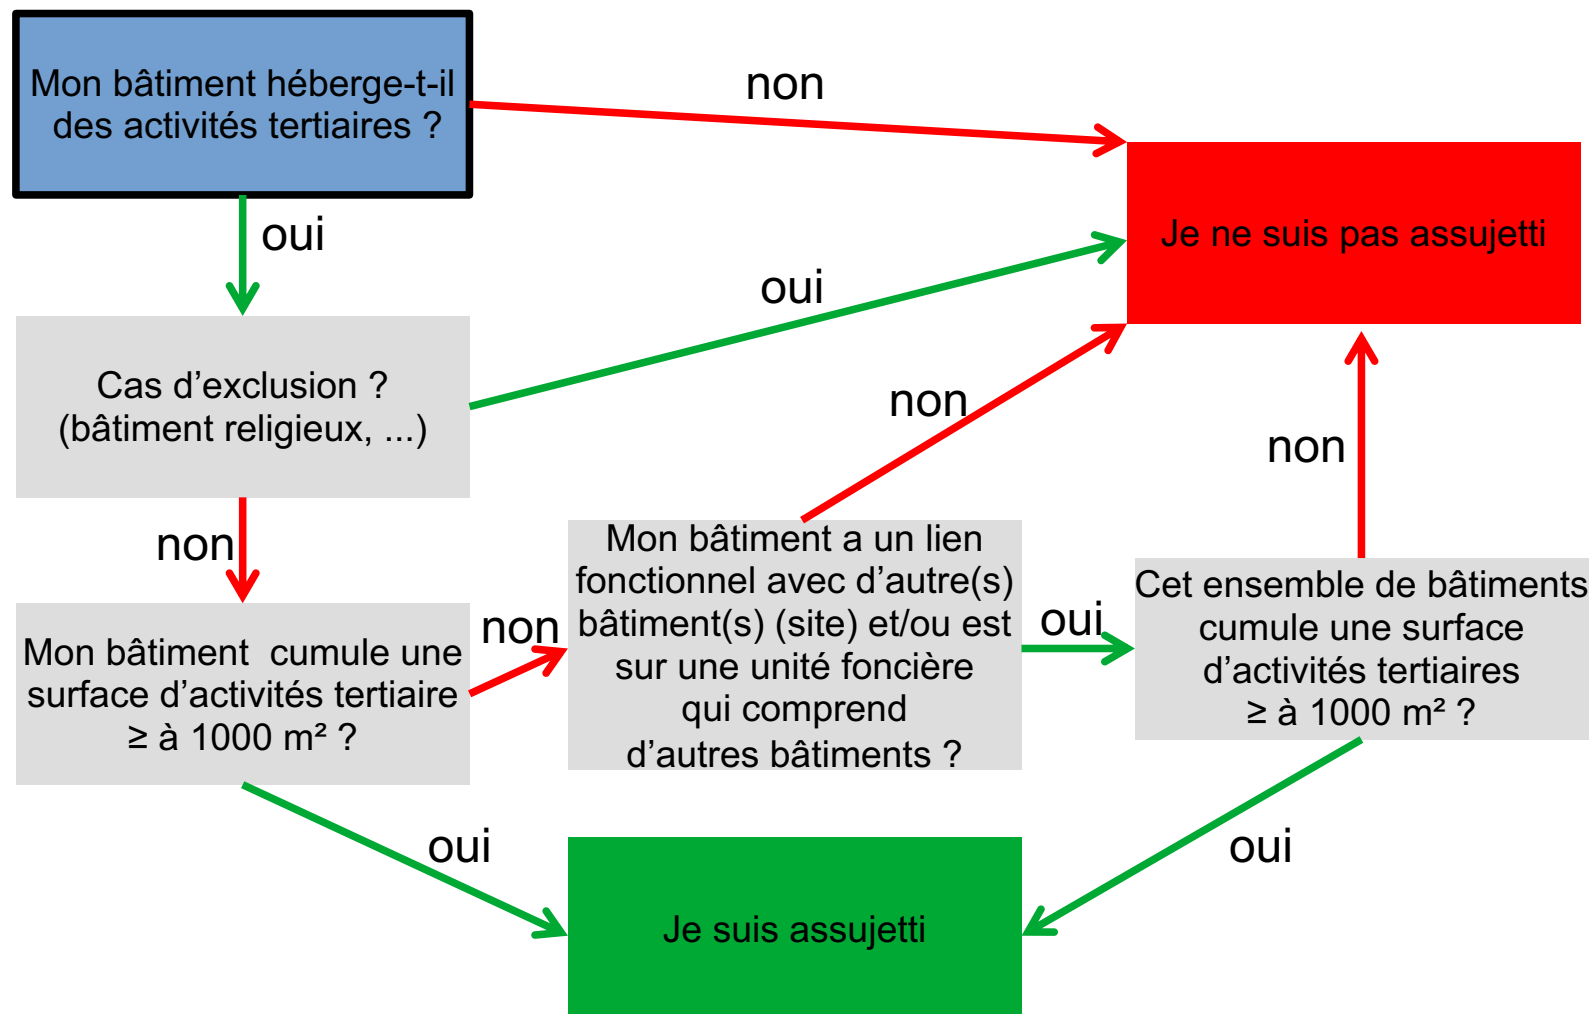 Mon bâtiment héberge-t-il
des activités tertiaires ?
non
Je ne suis pas assujetti
oui
oui
Cas d’exclusion ?
(bâtiment religieux, ...)
non
non
non
Mon bâtiment cumule une
surface d’activités tertiaire
≥ à 1000 m² ?
non
Mon bâtiment a un lien
fonctionnel avec d’autre(s)
bâtiment(s) (site) et/ou est
sur une unité foncière
qui comprend
d’autres bâtiments ?
oui
Cet ensemble de bâtiments
cumule une surface
d’activités tertiaires
≥ à 1000 m² ?
oui
oui
Je suis assujetti